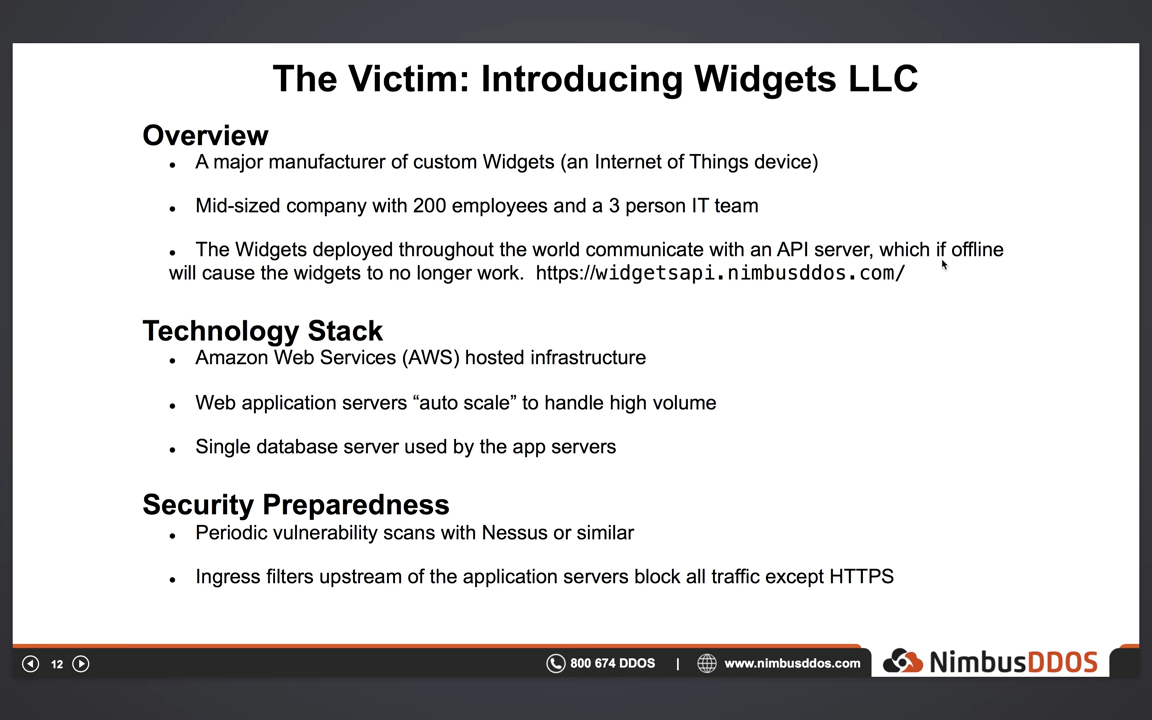 The Victim: Introducing Widgets LLC
Overview
• A major manufacturer of custom Widgets (an Internet of Things device)
• Mid-sized company with 200 employees and a 3 person IT team
• The Widgets deployed throughout the world communicate with an API server, which if offline
will cause the widgets to no longer work. https://widgetsapi.nimbusddos.com/
Technology Stack
• Amazon Web Services (AWS) hosted infrastructure
• Web application servers “auto scale” to handle high volume
• Single database server used by the app servers
Security Preparedness
• Periodic vulnerability scans with Nessus or similar
• Ingress filters upstream of the application servers block all traffic except HTTPS
12 800 674 DDOS | www.nimbusddos.com NimbusDDOS